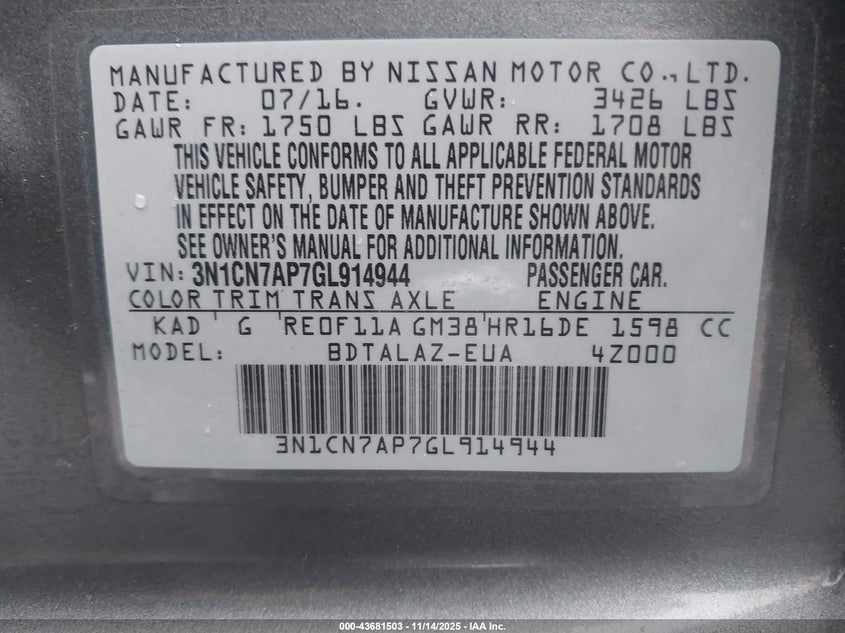 MANUFACTURED BY NISSAN MOTOR CO., LTD.
DATE: 07/16. GVWR: 3426 LBS
GAWR FR: 1750 LBS GAWR RR: 1708 LBS
THIS VEHICLE CONFORMS TO ALL APPLICABLE FEDERAL MOTOR
VEHICLE SAFETY, BUMPER AND THEFT PREVENTION STANDARDS
IN EFFECT ON THE DATE OF MANUFACTURE SHOWN ABOVE.
SEE OWNER'S MANUAL FOR ADDITIONAL INFORMATION.
VIN: 3N1CN7AP7GL914944 PASSENGER CAR.
COLOR TRIM TRANS AXLE ENGINE
KAD G RE0F11A GM38 HR16DE 1598 CC
MODEL: BDTALAZ-EUA 4Z000
3N1CN7AP7GL914944
000-43681503 — 11/14/2025 - IAA Inc.